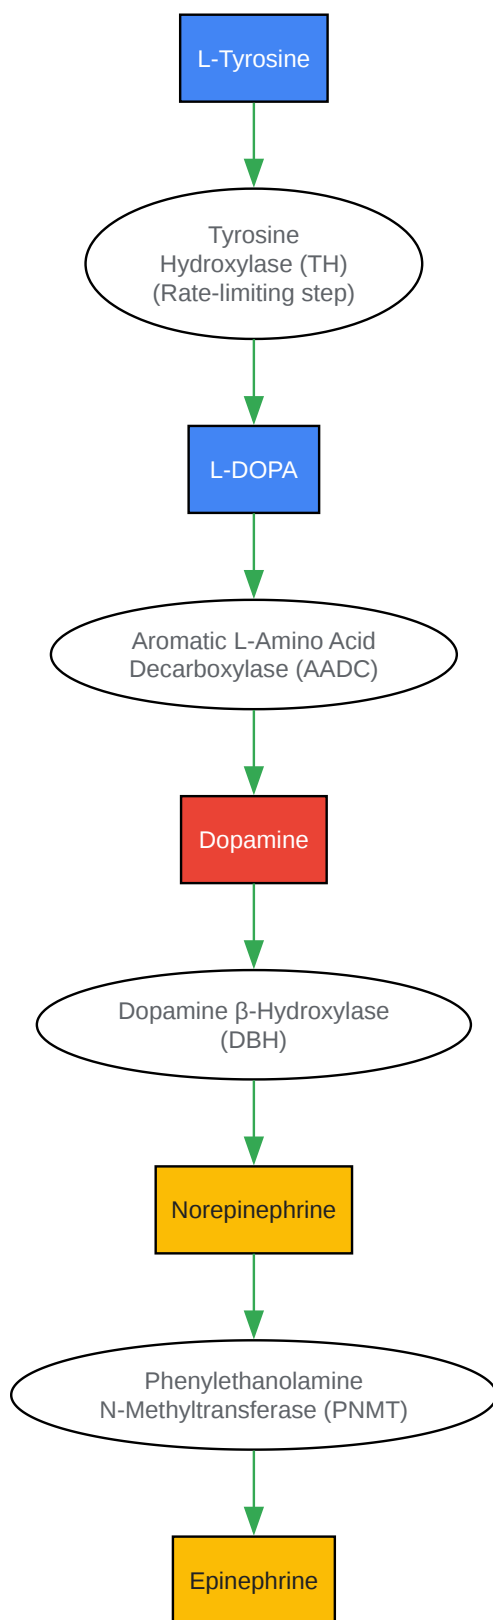 L-Tyrosine
Tyrosine
Hydroxylase (TH)
(Rate-limiting step)
L-DOPA
Aromatic L-Amino Acid
Decarboxylase (AADC)
Dopamine
Dopamine β-Hydroxylase
(DBH)
Norepinephrine
Phenylethanolamine
N-Methyltransferase (PNMT)
Epinephrine